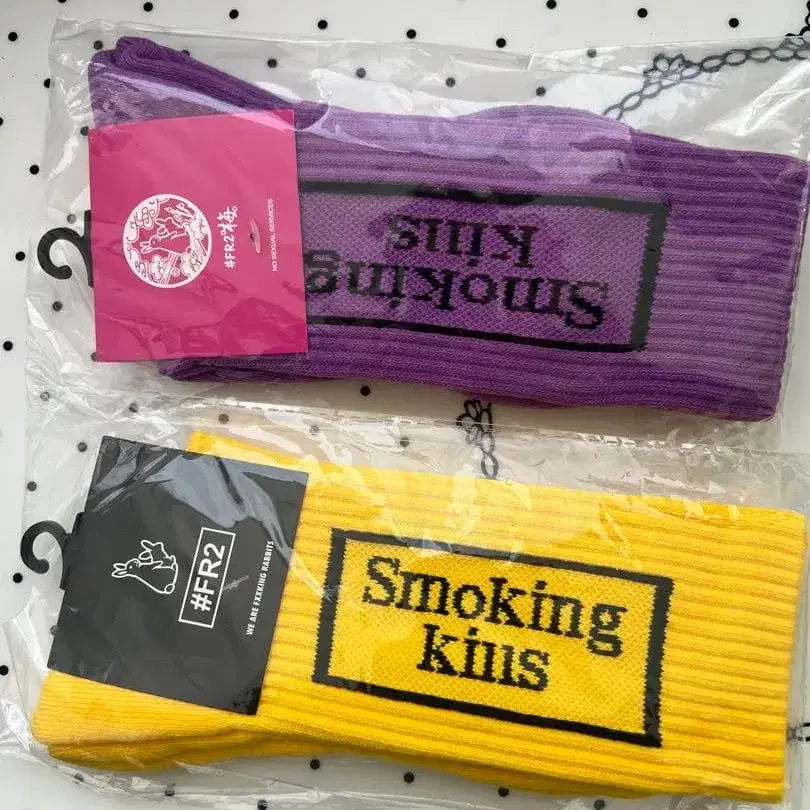 #FR2梅。
NO SEXUAL SERVICES
Smoking
kills
#FR2
WE ARE FXXKING RABBITS
Smoking
kills